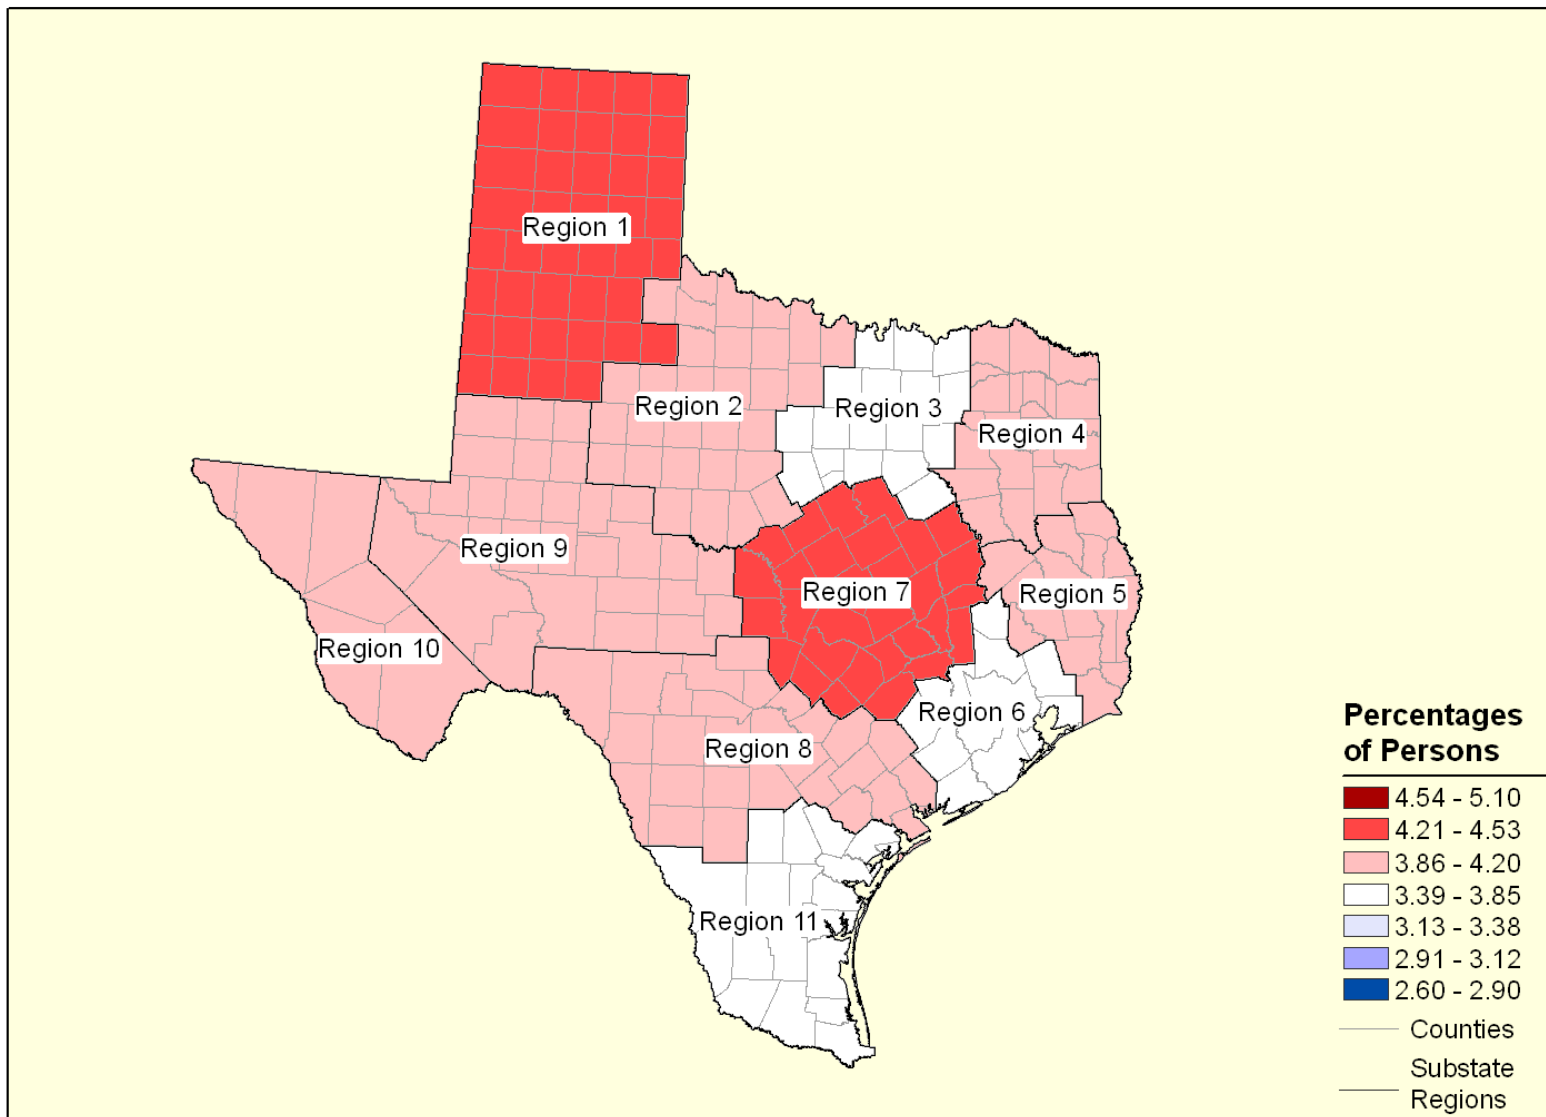 Region 1
Region 2
Region 3
Region 4
Region 9
Region 7
Region 5
Region 10
Region 6
Region 8
Region 11
Percentages
of Persons
4.54 - 5.10
4.21 - 4.53
3.86 - 4.20
3.39 - 3.85
3.13 - 3.38
2.91 - 3.12
2.60 - 2.90
Counties
Substate
Regions